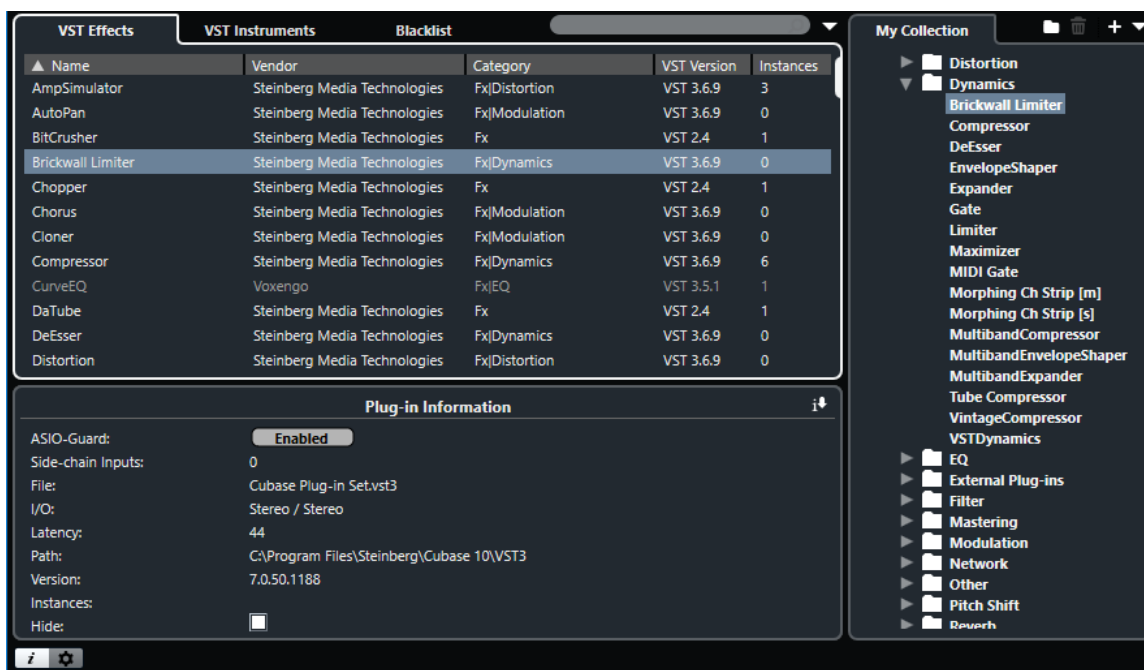 VST Effects VST Instruments Blacklist
Name Vendor Category VST Version Instances
AmpSimulator Steinberg Media Technologies Fx|Distortion VST 3.6.9 3
AutoPan Steinberg Media Technologies Fx|Modulation VST 3.6.9 0
BitCrusher Steinberg Media Technologies Fx VST 2.4 1
Brickwall Limiter Steinberg Media Technologies Fx|Dynamics VST 3.6.9 0
Chopper Steinberg Media Technologies Fx VST 2.4 1
Chorus Steinberg Media Technologies Fx|Modulation VST 3.6.9 0
Cloner Steinberg Media Technologies Fx|Modulation VST 3.6.9 0
Compressor Steinberg Media Technologies Fx|Dynamics VST 3.6.9 6
CurveEQ Voxengo Fx|EQ VST 3.5.1 1
DaTube Steinberg Media Technologies Fx VST 2.4 1
DeEsser Steinberg Media Technologies Fx|Dynamics VST 3.6.9 0
Distortion Steinberg Media Technologies Fx|Distortion VST 3.6.9 0
Plug-in Information
ASIO-Guard: Enabled
Side-chain Inputs: 0
File: Cubase Plug-in Set.vst3
I/O: Stereo / Stereo
Latency: 44
Path: C:\Program Files\Steinberg\Cubase 10\VST3
Version: 7.0.50.1188
Instances:
Hide:
My Collection
Distortion
Dynamics
Brickwall Limiter
Compressor
DeEsser
EnvelopeShaper
Expander
Gate
Limiter
Maximizer
MIDI Gate
Morphing Ch Strip [m]
Morphing Ch Strip [s]
MultibandCompressor
MultibandEnvelopeShaper
MultibandExpander
Tube Compressor
VintageCompressor
VSTDynamics
EQ
External Plug-ins
Filter
Mastering
Modulation
Network
Other
Pitch Shift
Reverb